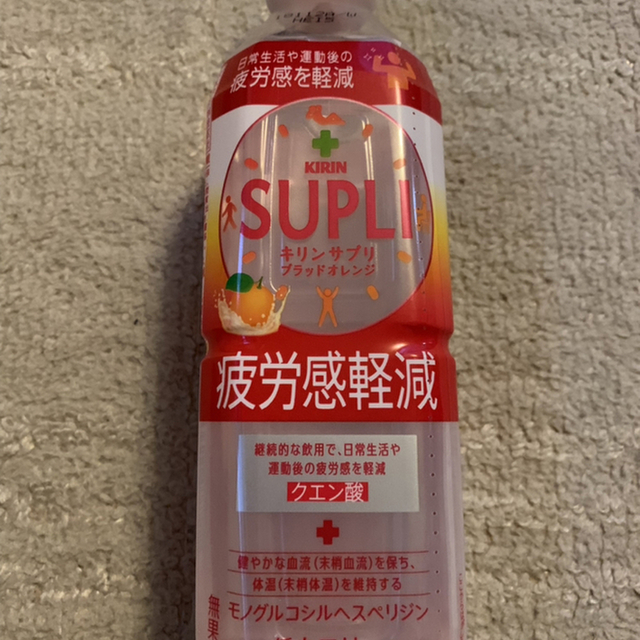 日常生活や運動後の
疲労感を軽減
KIRIN
SUPLI
キリン サプリ
ブラッドオレンジ
疲労感軽減
継続的な飲用で、日常生活や
運動後の疲労感を軽減
クエン酸
健やかな血流(末梢血流)を保ち、
体温(末梢体温)を維持する
モノグルコシルヘスペリジン
無果